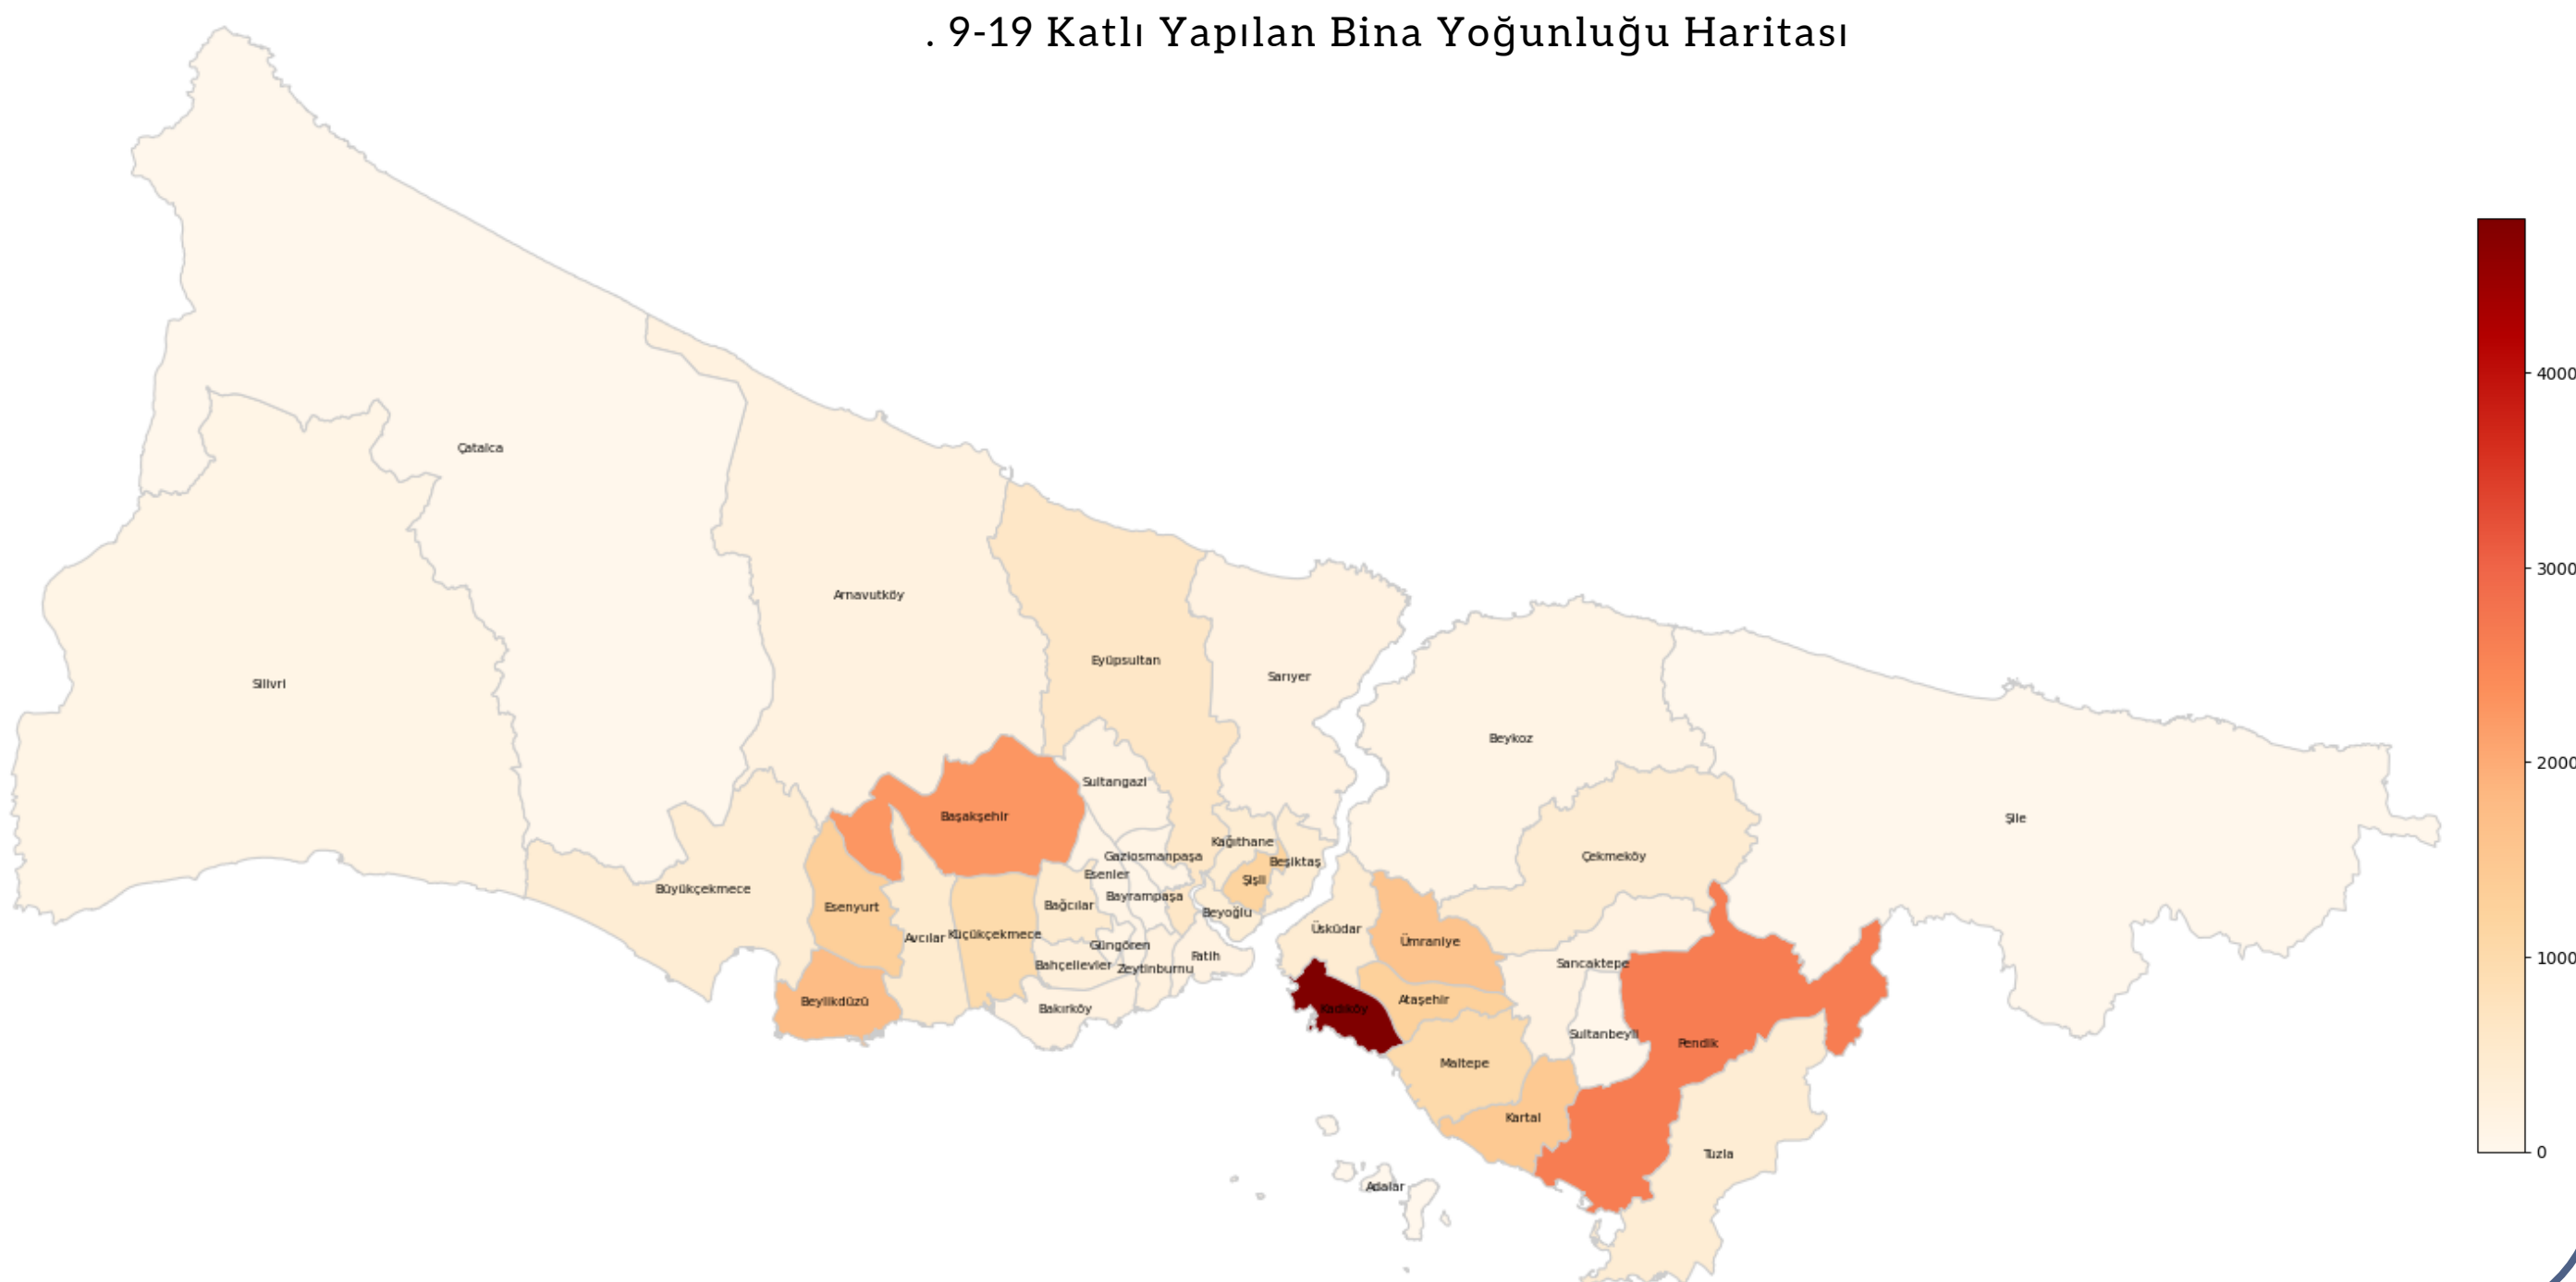 . 9-19 Katlı Yapılan Bina Yoğunluğu Haritası
4000
3000
2000
1000
0
Çatalca
Silivri
Arnavutköy
Eyüpsultan
Sarıyer
Beykoz
Sultangazi
Başakşehir
Şile
Kağıthane
Gaziosmanpaşa
Beşiktaş
Çekmeköy
Esenler
Şişli
Büyükçekmece
Bayrampaşa
Bağcılar
Esenyurt
Beyoğlu
Üsküdar
Küçükçekmece
Avcılar
Ümraniye
Güngören
Fatih
Sancaktepe
Bahçelievler
Zeytinburnu
Beylikdüzü
Ataşehir
Bakırköy
Kadıköy
Sultanbeyli
Pendik
Maltepe
Kartal
Tuzla
Adalar